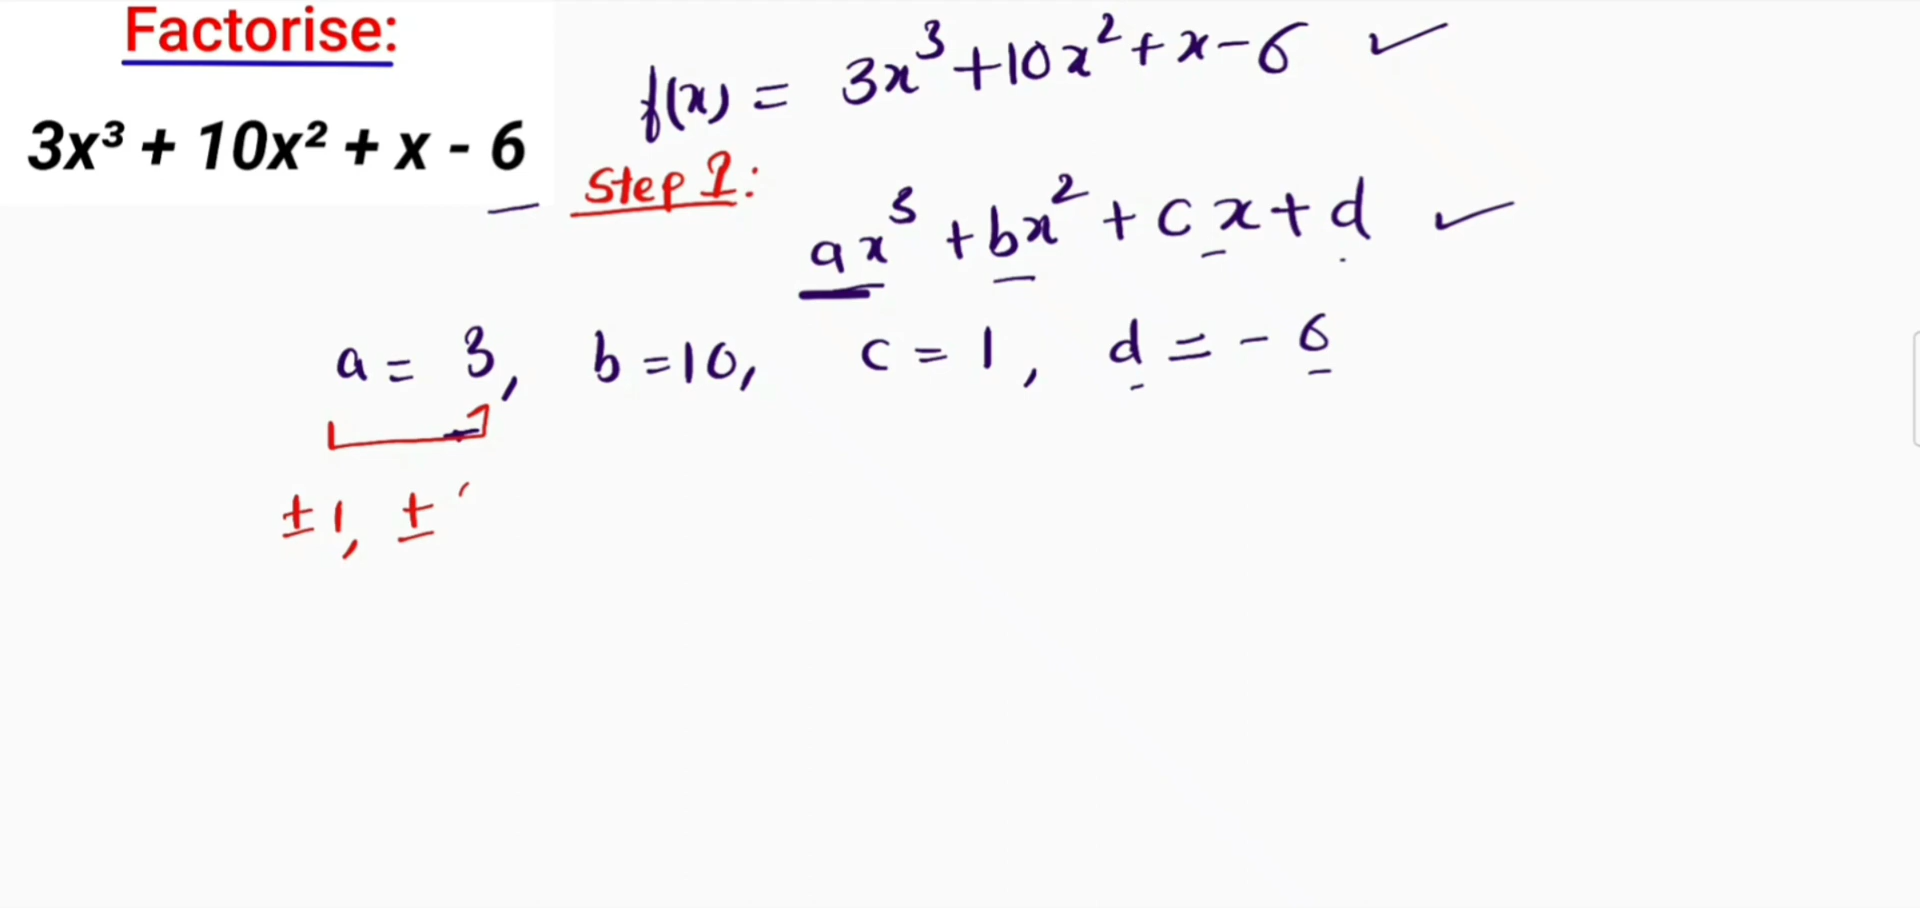 Factorise:
3x³ + 10x² + x - 6
f(x) = 3x³+10x²+x-6 ✓
Step 1:
ax³ +bx² + cx+d ✓
a = 3, b =10, c = 1, d = - 6
±1, ±